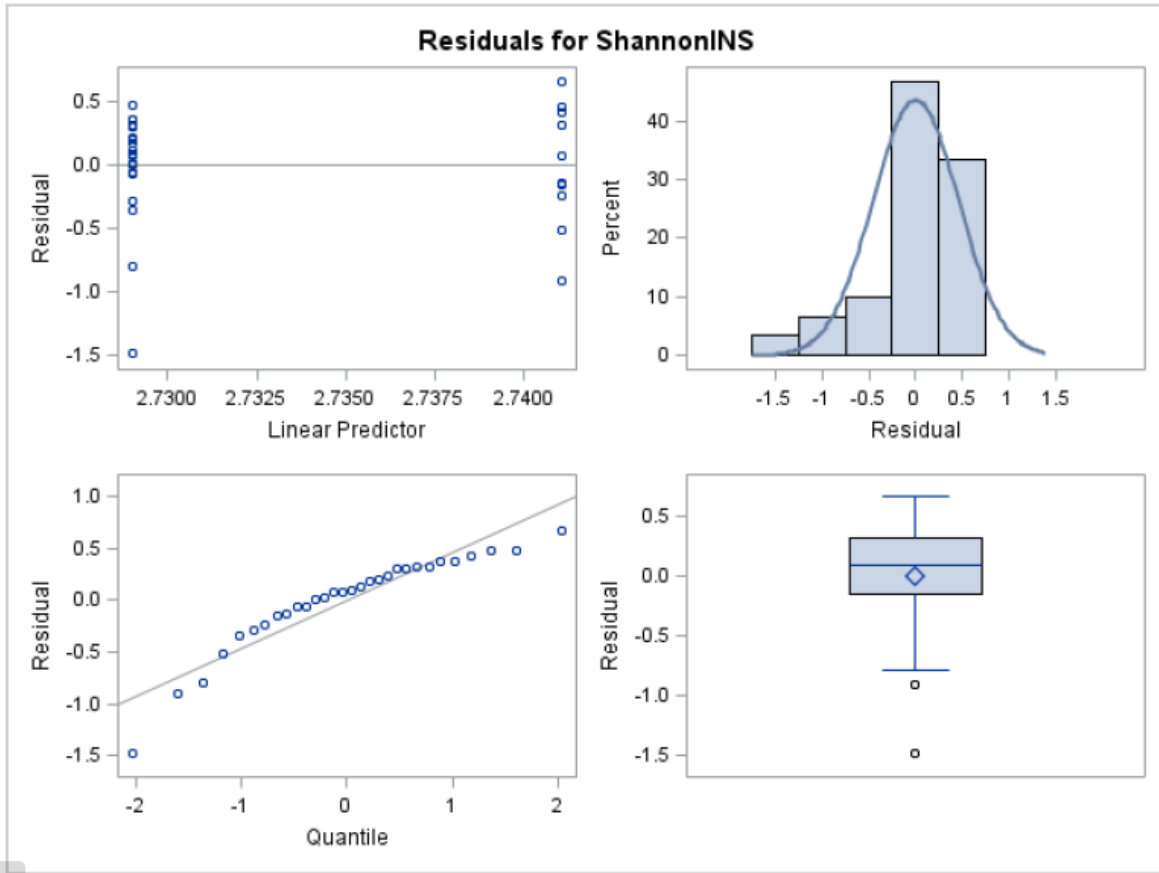 Residuals for ShannonINS
0.5
0.0
-0.5
-1.0
-1.5
Residual
2.7300 2.7325 2.7350 2.7375 2.7400
Linear Predictor
40
30
20
10
0
Percent
-1.5 -1 -0.5 0 0.5 1 1.5
Residual
1.0
0.5
0.0
-0.5
-1.0
-1.5
Residual
-2 -1 0 1 2
Quantile
0.5
0.0
-0.5
-1.0
-1.5
Residual